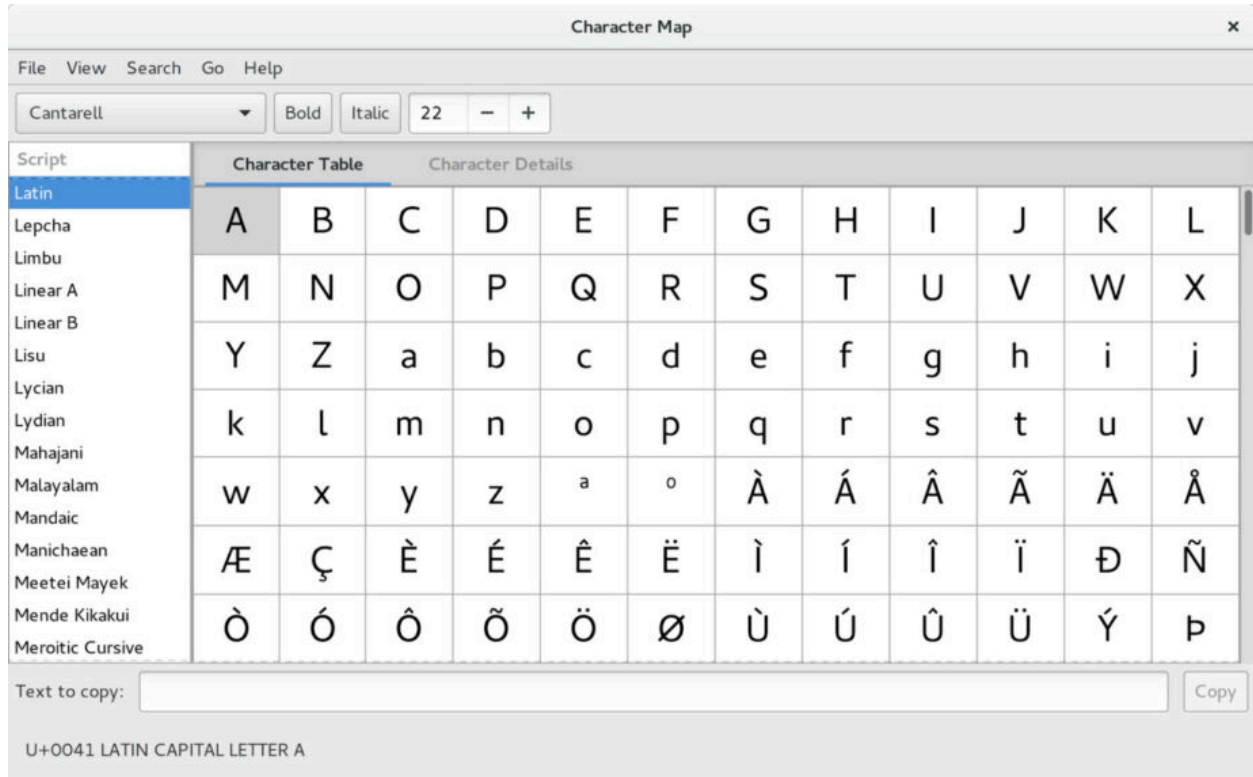 Character Map ×
File View Search Go Help
Cantarell Bold Italic 22 − +
Script
Latin
Lepcha
Limbu
Linear A
Linear B
Lisu
Lycian
Lydian
Mahajani
Malayalam
Mandaic
Manichaean
Meetei Mayek
Mende Kikakui
Meroitic Cursive
Character Table Character Details
A B C D E F G H I J K L
M N O P Q R S T U V W X
Y Z a b c d e f g h i j
k l m n o p q r s t u v
w x y z ª º À Á Â Ã Ä Å
Æ Ç È É Ê Ë Ì Í Î Ï Ð Ñ
Ò Ó Ô Õ Ö Ø Ù Ú Û Ü Ý Þ
Text to copy: Copy
U+0041 LATIN CAPITAL LETTER A